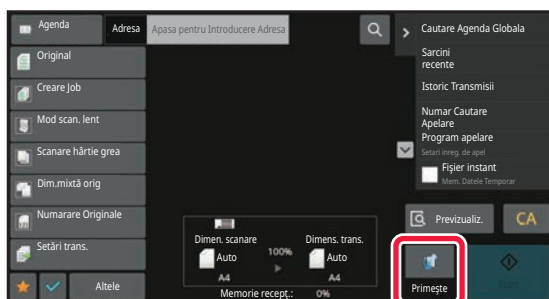 Agenda
Adresa
Apasa pentru Introducere Adresa
Original
Creare Job
Mod scan. lent
Scanare hârtie grea
Dim.mixtă orig
Numarare Originale
Setări trans.
Altele
Dimen. scanare
Auto
A4
100%
Dimens. trans.
Auto
A4
Memorie recept.:
0%
Cautare Agenda Globala
Sarcini
recente
Istoric Transmisii
Numar Cautare
Apelare
Program apelare
Setari inreg. de apel
Fişier instant
Mem. Datele Temporar
Previzualiz.
CA
Primeşte
Start